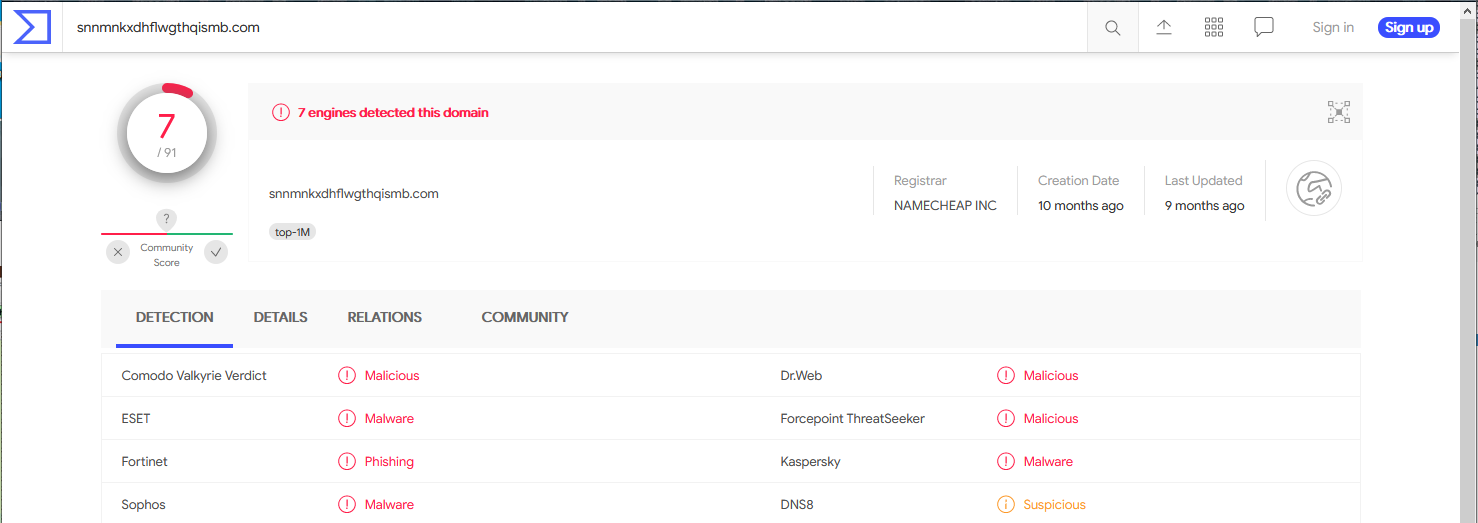 snnmnkxdhflwgthqismb.com
Sign in
Sign up
7
/ 91
7 engines detected this domain
snnmnkxdhflwgthqismb.com
top-1M
Registrar
NAMECHEAP INC
Creation Date
10 months ago
Last Updated
9 months ago
?
Community
Score
DETECTION
DETAILS
RELATIONS
COMMUNITY
Comodo Valkyrie Verdict
Malicious
Dr.Web
Malicious
ESET
Malware
Forcepoint ThreatSeeker
Malicious
Fortinet
Phishing
Kaspersky
Malware
Sophos
Malware
DNS8
Suspicious